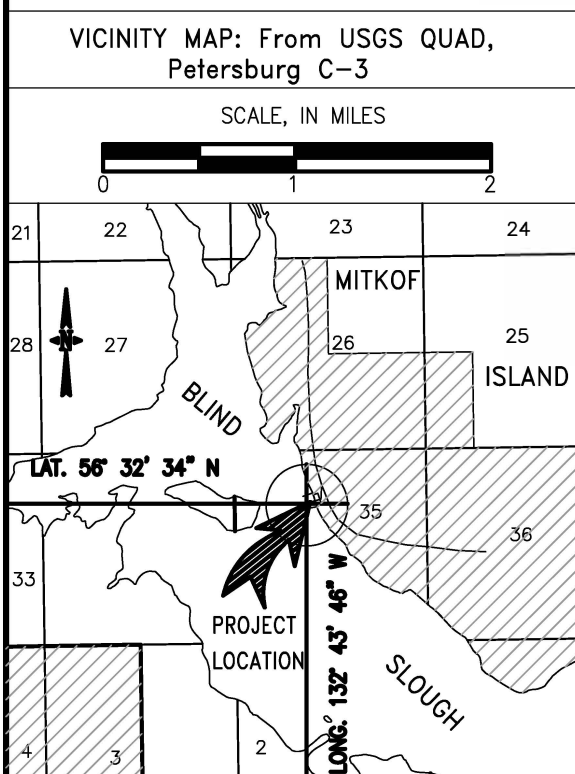 VICINITY MAP: From USGS QUAD,
Petersburg C-3
SCALE, IN MILES
0 1 2
21 22 23 24
MITKOF
28 N 27 26 25
ISLAND
BLIND
LAT. 56° 32' 34" N
35
36
33
LONG. 132° 43' 46" W
PROJECT
LOCATION
SLOUGH
4 3 2